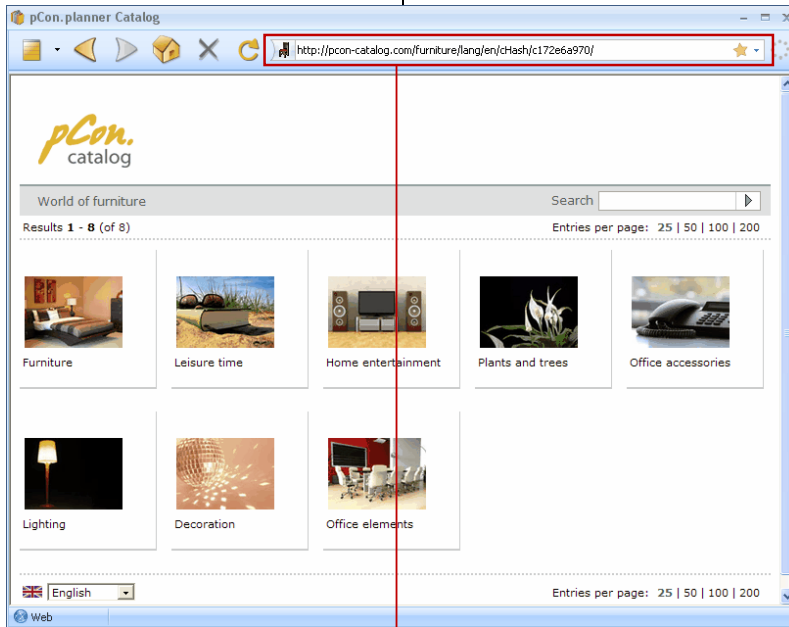 pCon.planner Catalog
http://pcon-catalog.com/furniture/lang/en/cHash/c172e6a970/
pCon.
catalog
World of furniture
Search
Results 1 - 8 (of 8)
Entries per page: 25 | 50 | 100 | 200
Furniture
Leisure time
Home entertainment
Plants and trees
Office accessories
Lighting
Decoration
Office elements
English
Entries per page: 25 | 50 | 100 | 200
Web